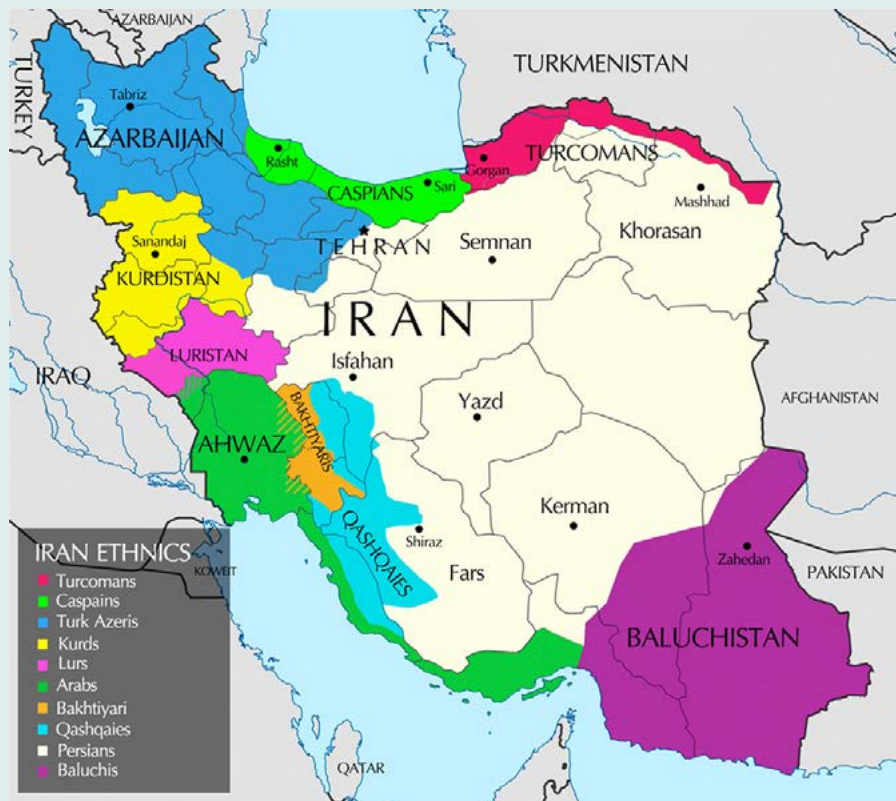 AZARBAIJAN
TURKEY
TURKMENISTAN
Tabriz
AZARBAIJAN
Rasht
CASPIANS
Sari
Gorgan
TURCOMANS
Mashhad
TEHRAN
Semnan
Khorasan
Sanandaj
KURDISTAN
IRAN
LURISTAN
IRAQ
Isfahan
BAKHTIYARIS
Yazd
AFGHANISTAN
AHWAZ
QASHQAIES
Shiraz
Kerman
Fars
Zahedan
PAKISTAN
BALUCHISTAN
KOWEIT
QATAR
IRAN ETHNICS
Turcomans
Caspains
Turk Azeris
Kurds
Lurs
Arabs
Bakhtiyari
Qashqaies
Persians
Baluchis